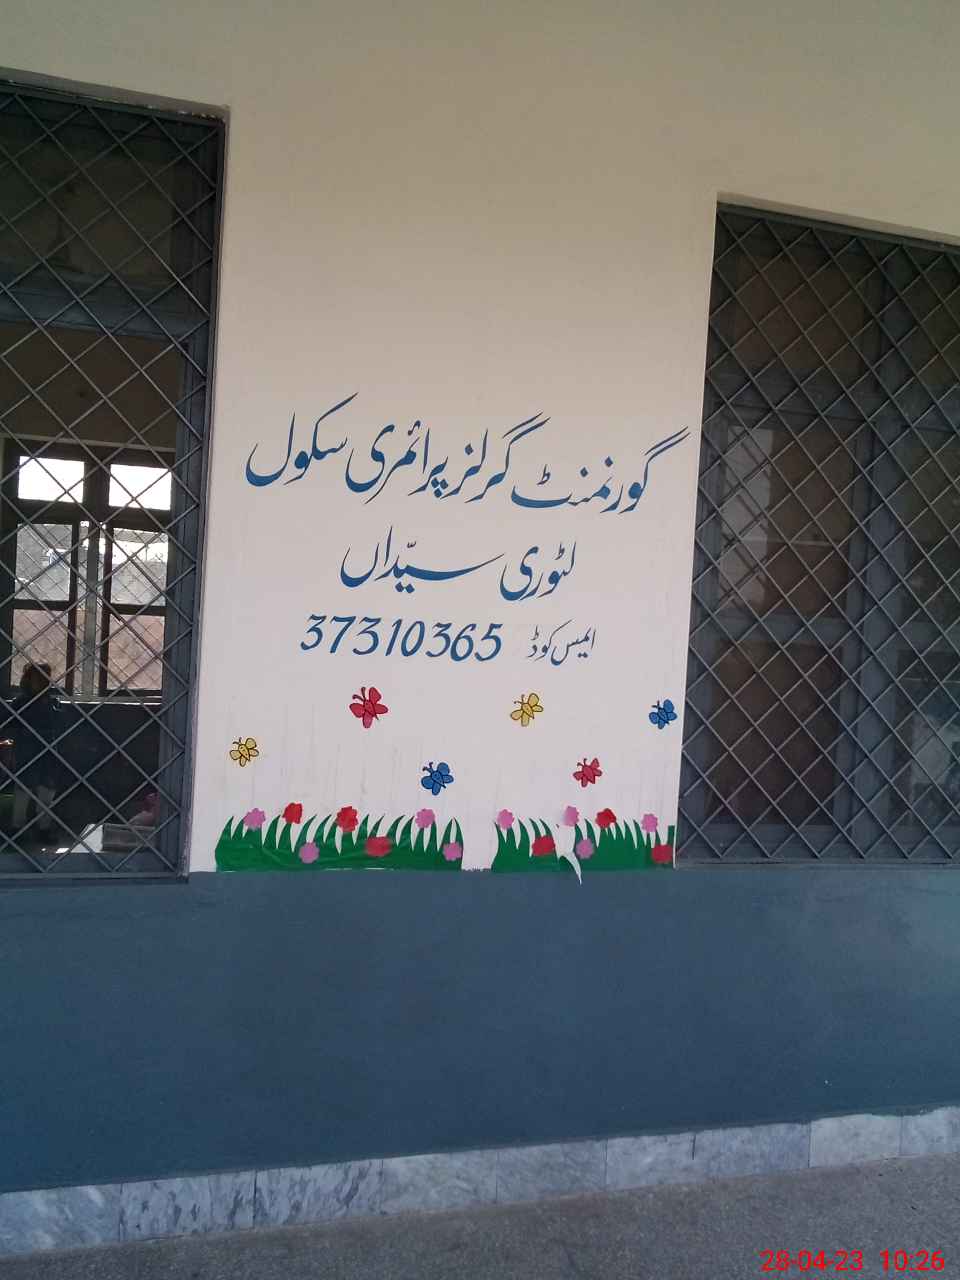 گورنمنٹ گرلز پرائمری سکول
لٹوری سیّداں
ایمس کوڈ 37310365
28-04-23 10:26